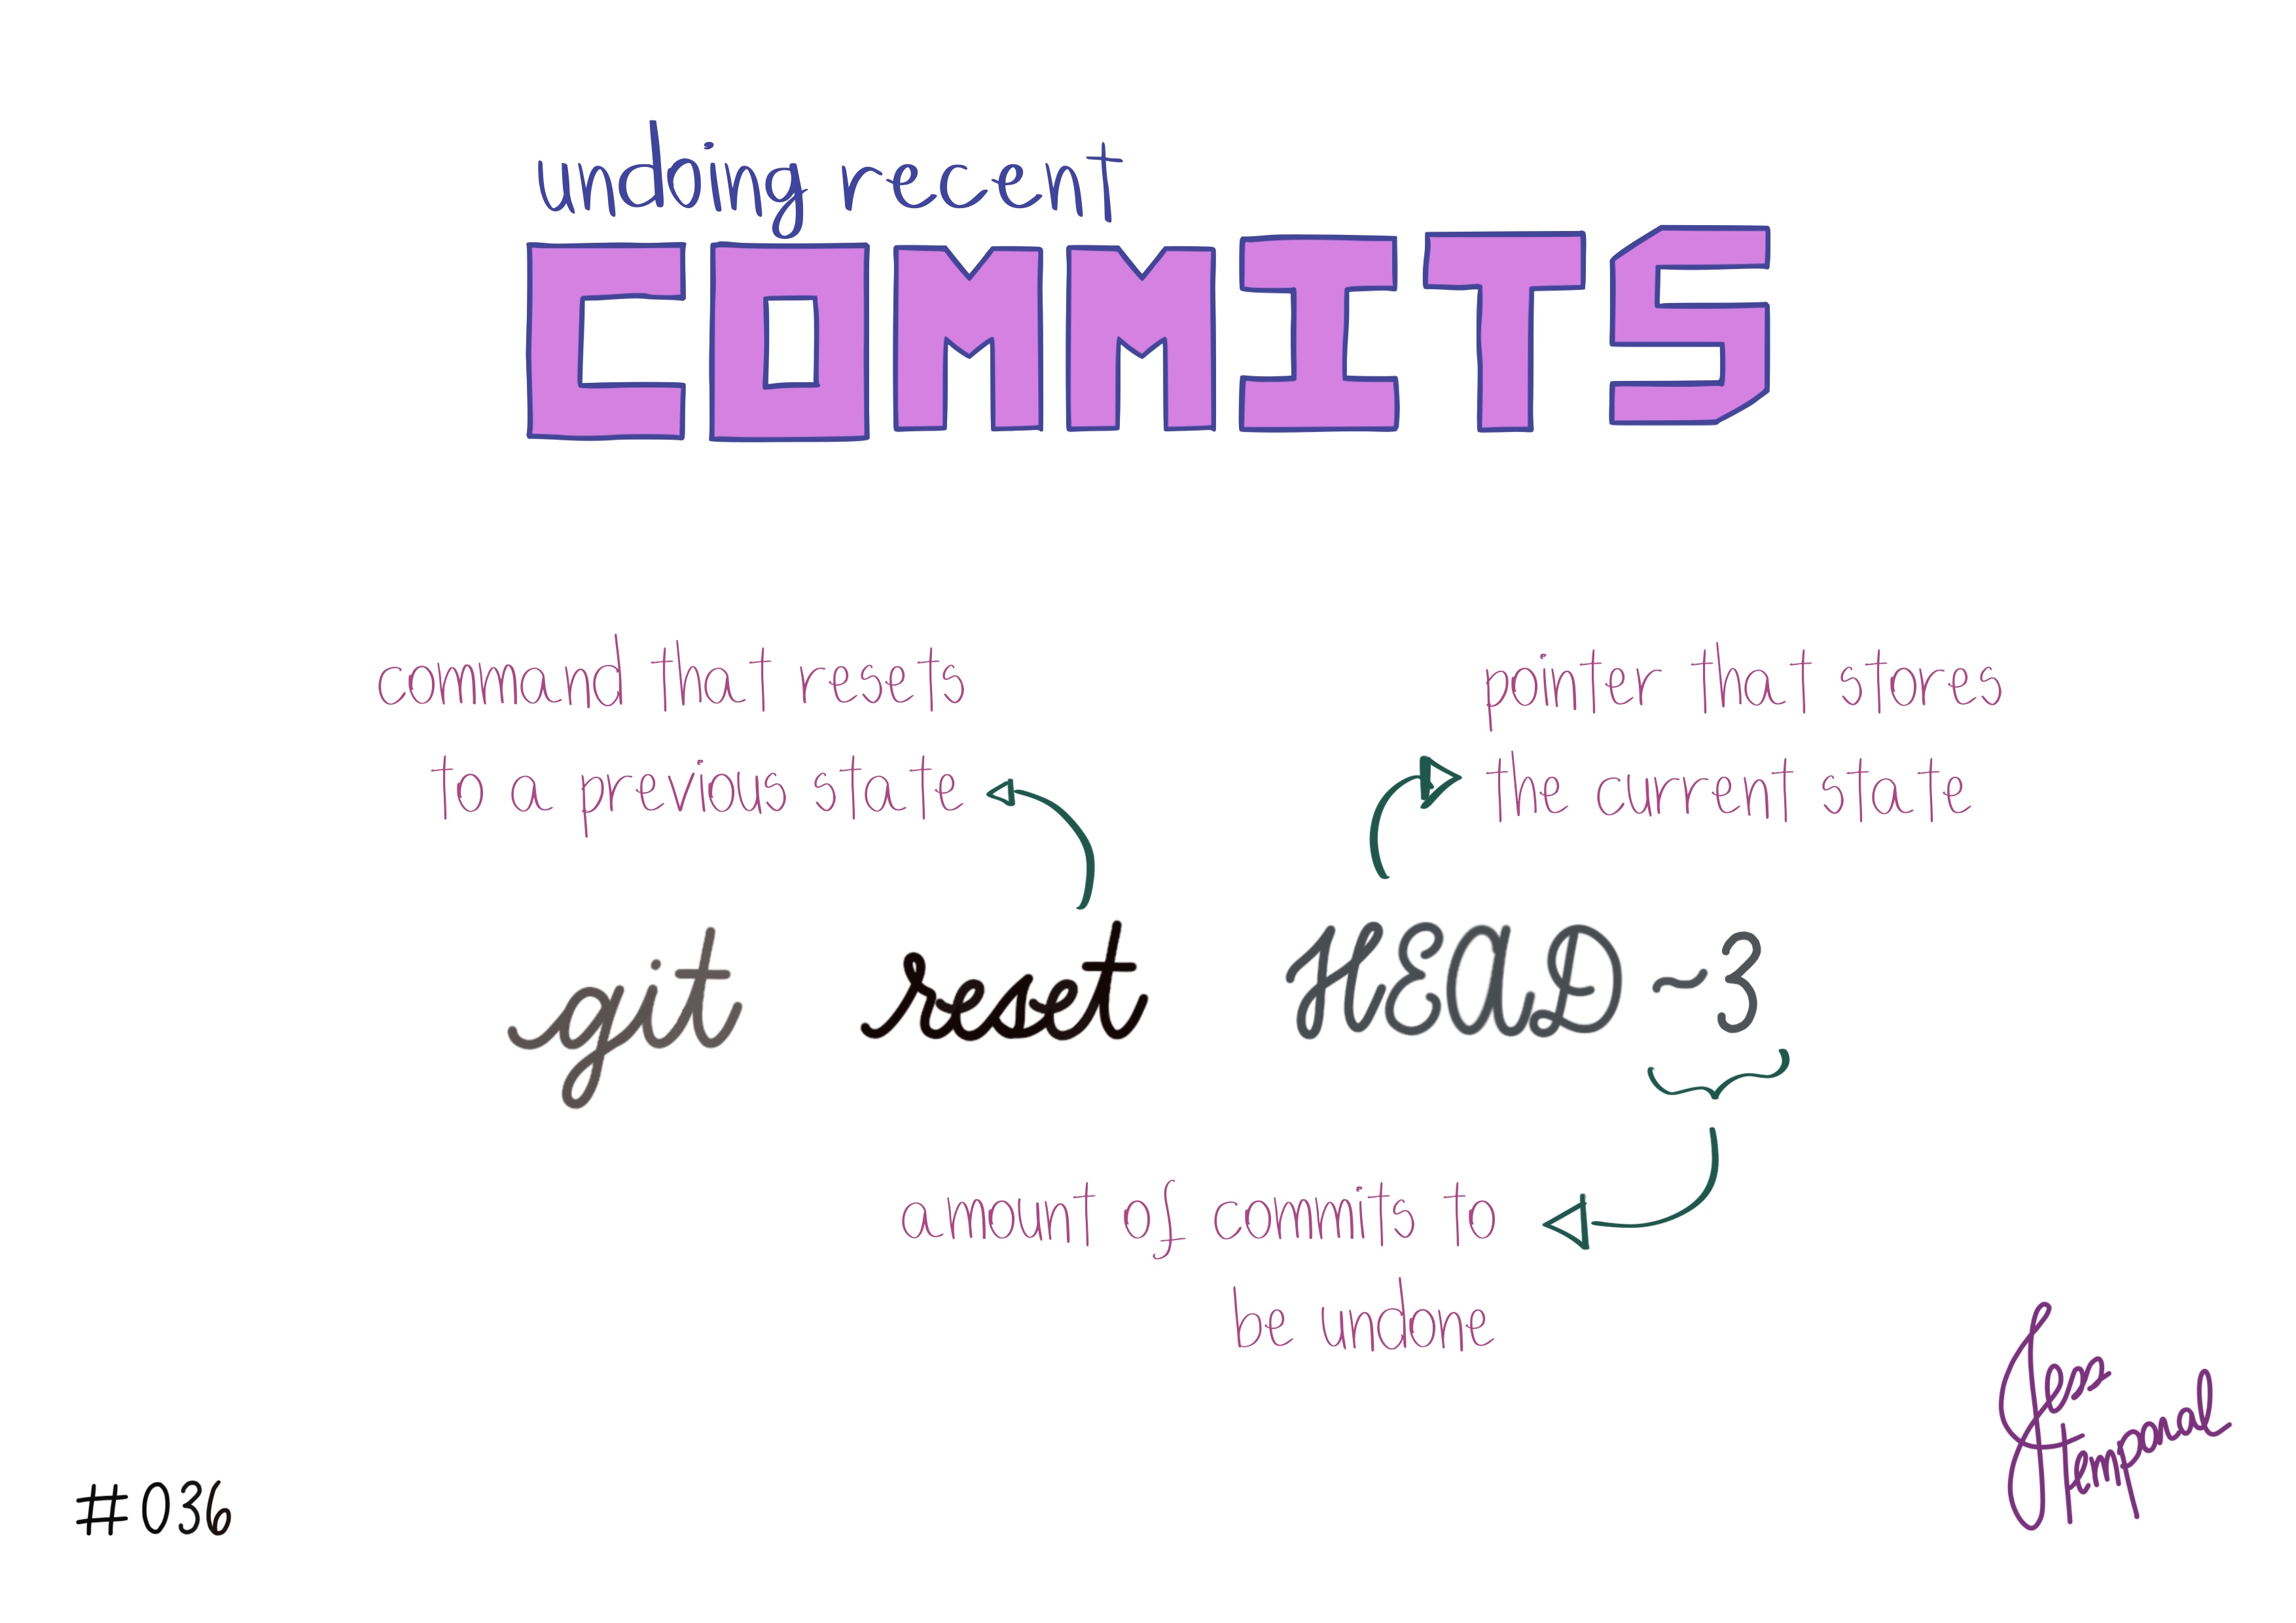 undoing recent
COMMITS
command that resets
to a previous state
pointer that stores
the current state
git reset HEAD ~3
amount of commits to
be undone
#036
Jess
Temporal